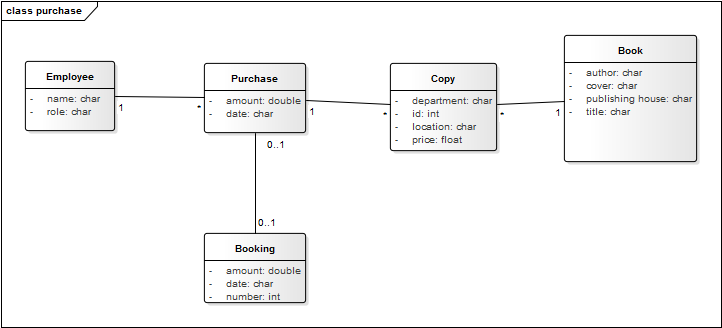 class purchase
Employee
- name: char
- role: char
Purchase
- amount: double
- date: char
Copy
- department: char
- id: int
- location: char
- price: float
Book
- author: char
- cover: char
- publishing house: char
- title: char
1
*
1
*
*
1
0..1
0..1
Booking
- amount: double
- date: char
- number: int